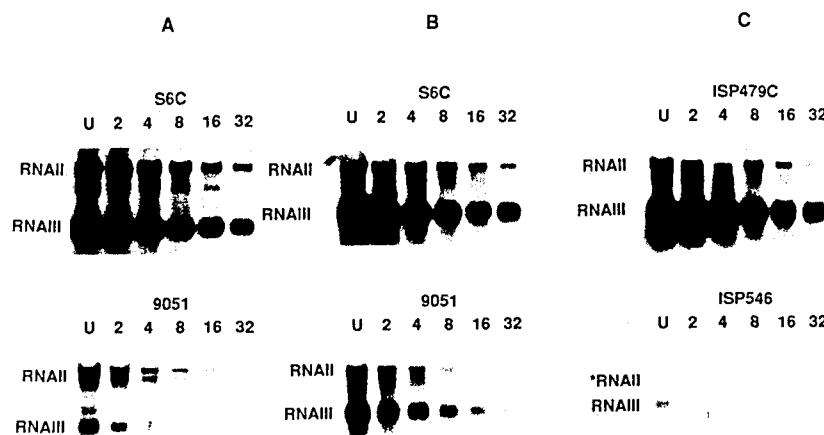 A B C
S6C S6C ISP479C
U 2 4 8 16 32 U 2 4 8 16 32 U 2 4 8 16 32
RNAII RNAII RNAII
RNAIII RNAIII RNAIII
9051 9051 ISP546
U 2 4 8 16 32 U 2 4 8 16 32 U 2 4 8 16 32
RNAII RNAII *RNAII
RNAIII RNAIII RNAIII